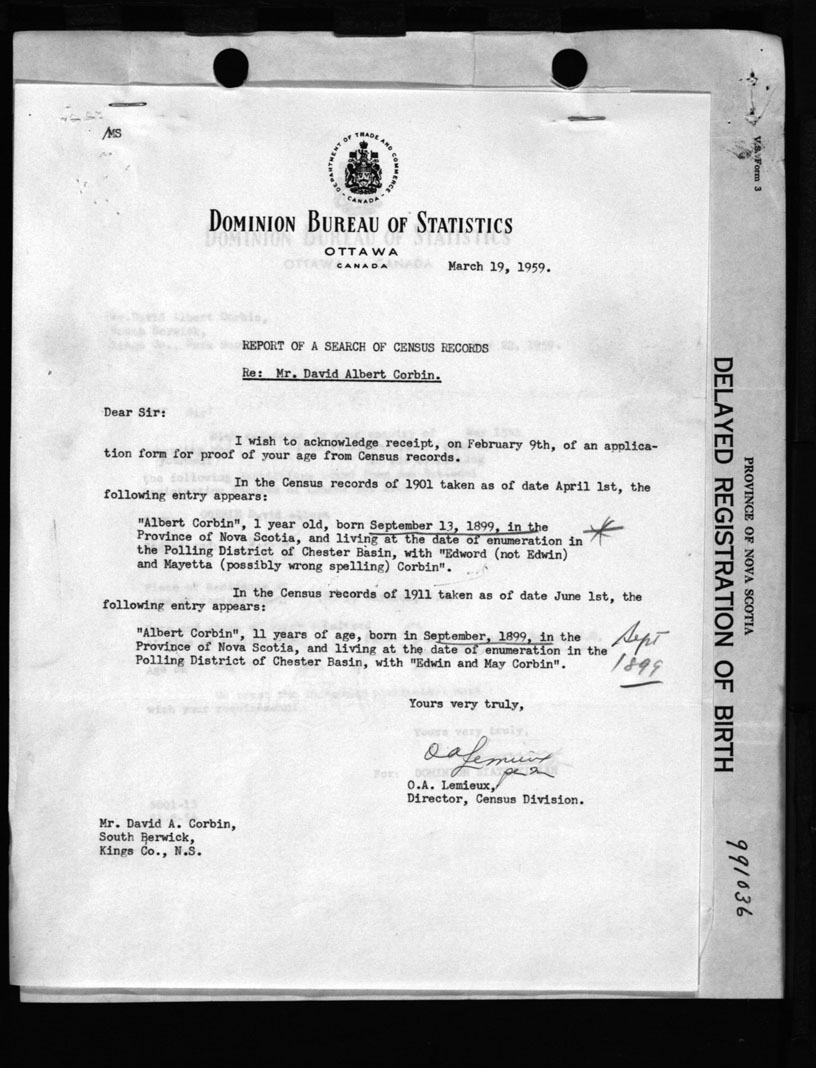 /MS
DEPARTMENT OF TRADE AND COMMERCE
- CANADA -
DOMINION BUREAU OF STATISTICS
OTTAWA
CANADA
March 19, 1959.
REPORT OF A SEARCH OF CENSUS RECORDS
Re: Mr. David Albert Corbin.
Dear Sir:
I wish to acknowledge receipt, on February 9th, of an applica-
tion form for proof of your age from Census records.
In the Census records of 1901 taken as of date April 1st, the
following entry appears:
"Albert Corbin", 1 year old, born September 13, 1899, in the
Province of Nova Scotia, and living at the date of enumeration in
the Polling District of Chester Basin, with "Edword (not Edwin)
and Mayetta (possibly wrong spelling) Corbin".
In the Census records of 1911 taken as of date June 1st, the
following entry appears:
"Albert Corbin", 11 years of age, born in September, 1899, in the
Province of Nova Scotia, and living at the date of enumeration in the
Polling District of Chester Basin, with "Edwin and May Corbin".
Sept
1899
Yours very truly,
O A Lemieux
O.A. Lemieux,
Director, Census Division.
Mr. David A. Corbin,
South Berwick,
Kings Co., N.S.
V.S. Form 3
PROVINCE OF NOVA SCOTIA
DELAYED REGISTRATION OF BIRTH
991036